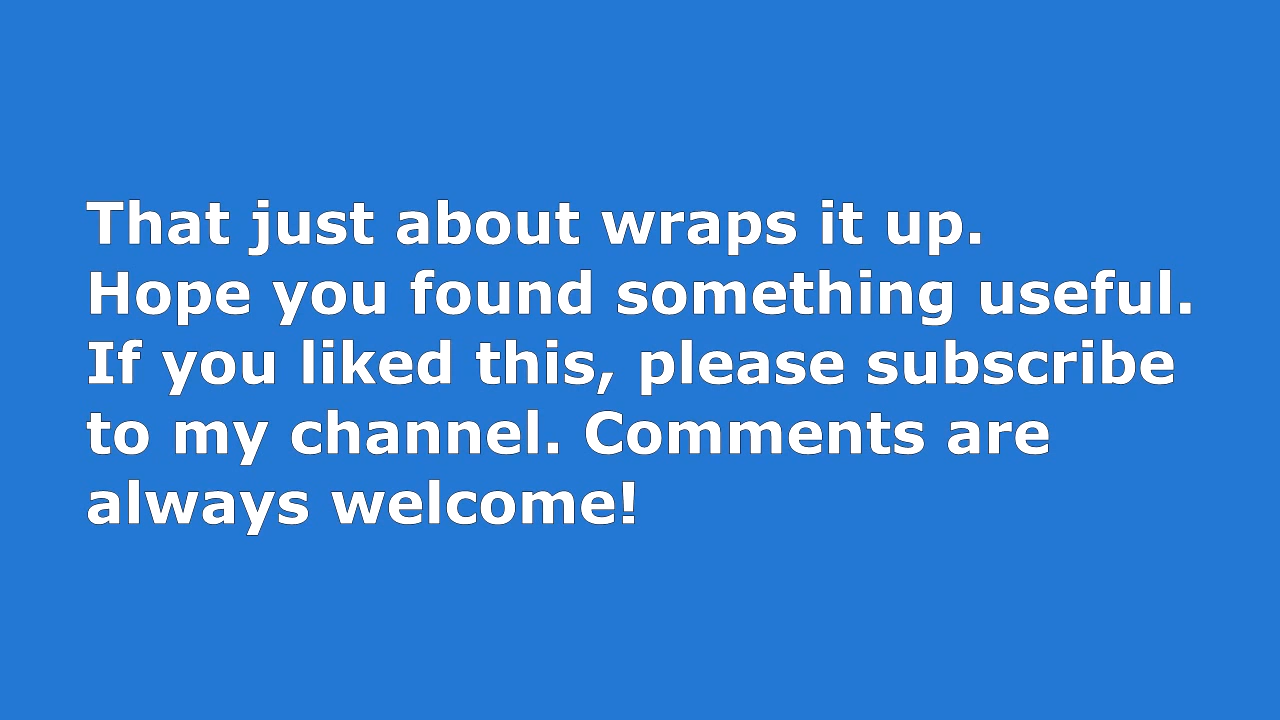 That just about wraps it up.
Hope you found something useful.
If you liked this, please subscribe
to my channel. Comments are
always welcome!